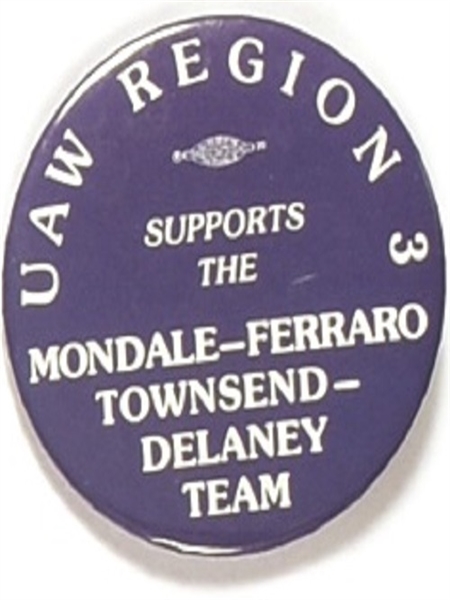 UAW REGION 3
SUPPORTS
THE
MONDALE–FERRARO
TOWNSEND–
DELANEY
TEAM